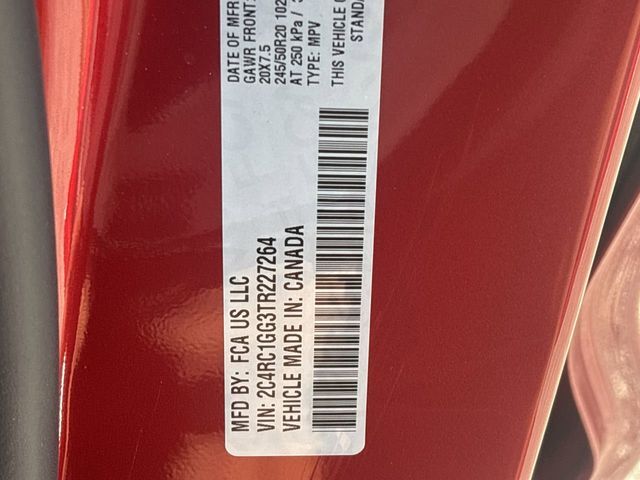 MFD BY: FCA US LLC
DATE OF MFR
VIN: 2C4RC1GG3TR227264
GAWR FRONT:
VEHICLE MADE IN: CANADA
20X7.5
245/50R20 102
AT 250 kPa /
TYPE: MPV
THIS VEHICLE